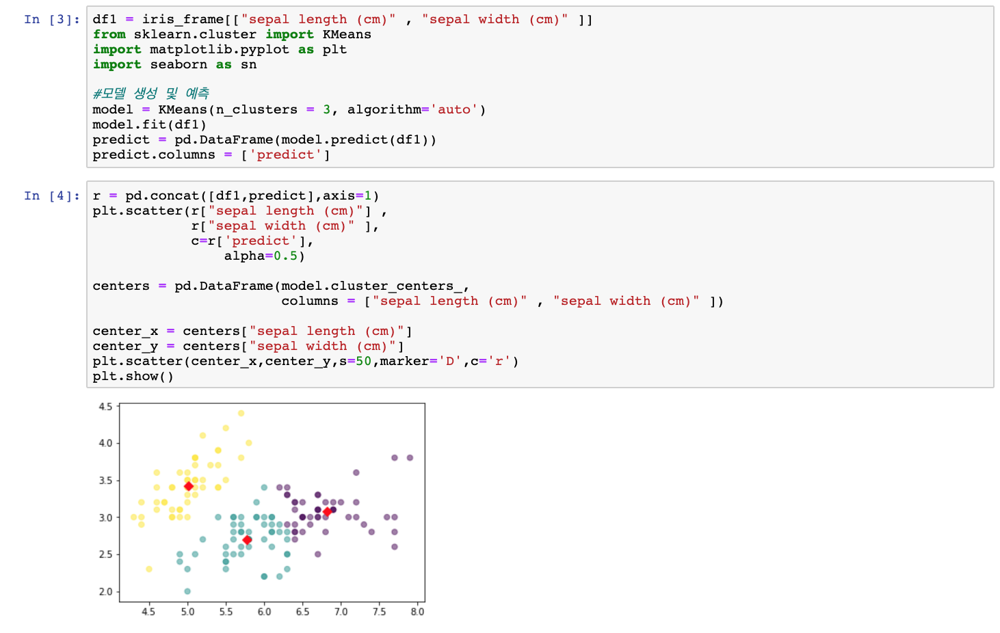 In [3]: df1 = iris_frame[["sepal length (cm)" , "sepal width (cm)" ]]
from sklearn.cluster import KMeans
import matplotlib.pyplot as plt
import seaborn as sn
#모델 생성 및 예측
model = KMeans(n_clusters = 3, algorithm='auto')
model.fit(df1)
predict = pd.DataFrame(model.predict(df1))
predict.columns = ['predict']
In [4]: r = pd.concat([df1,predict],axis=1)
plt.scatter(r["sepal length (cm)"] ,
r["sepal width (cm)" ],
c=r['predict'],
alpha=0.5)
centers = pd.DataFrame(model.cluster_centers_,
columns = ["sepal length (cm)" , "sepal width (cm)" ])
center_x = centers["sepal length (cm)"]
center_y = centers["sepal width (cm)"]
plt.scatter(center_x,center_y,s=50,marker='D',c='r')
plt.show()
4.5
4.0
3.5
3.0
2.5
2.0
4.5 5.0 5.5 6.0 6.5 7.0 7.5 8.0